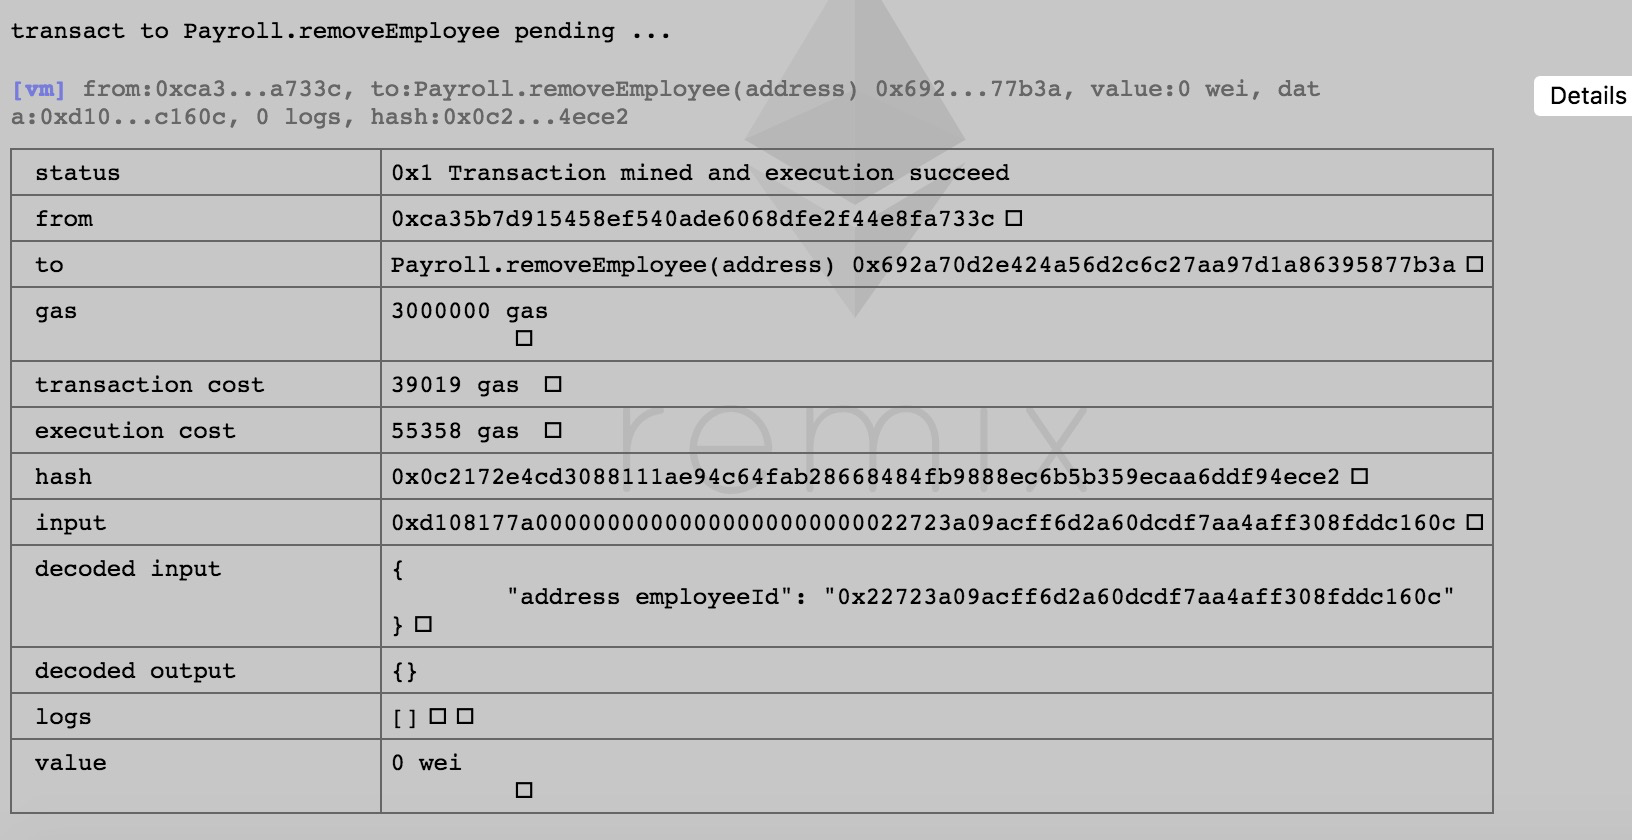 transact to Payroll.removeEmployee pending ...
[vm] from:0xca3...a733c, to:Payroll.removeEmployee(address) 0x692...77b3a, value:0 wei, dat
a:0xd10...c160c, 0 logs, hash:0x0c2...4ece2
Details
status 0x1 Transaction mined and execution succeed
from 0xca35b7d915458ef540ade6068dfe2f44e8fa733c
to Payroll.removeEmployee(address) 0x692a70d2e424a56d2c6c27aa97d1a86395877b3a
gas 3000000 gas
transaction cost 39019 gas
execution cost 55358 gas
remix
hash 0x0c2172e4cd3088111ae94c64fab28668484fb9888ec6b5b359ecaa6ddf94ece2
input 0xd108177a00000000000000000000000022723a09acff6d2a60dcdf7aa4aff308fddc160c
decoded input {
"address employeeId": "0x22723a09acff6d2a60dcdf7aa4aff308fddc160c"
}
decoded output {}
logs []
value 0 wei